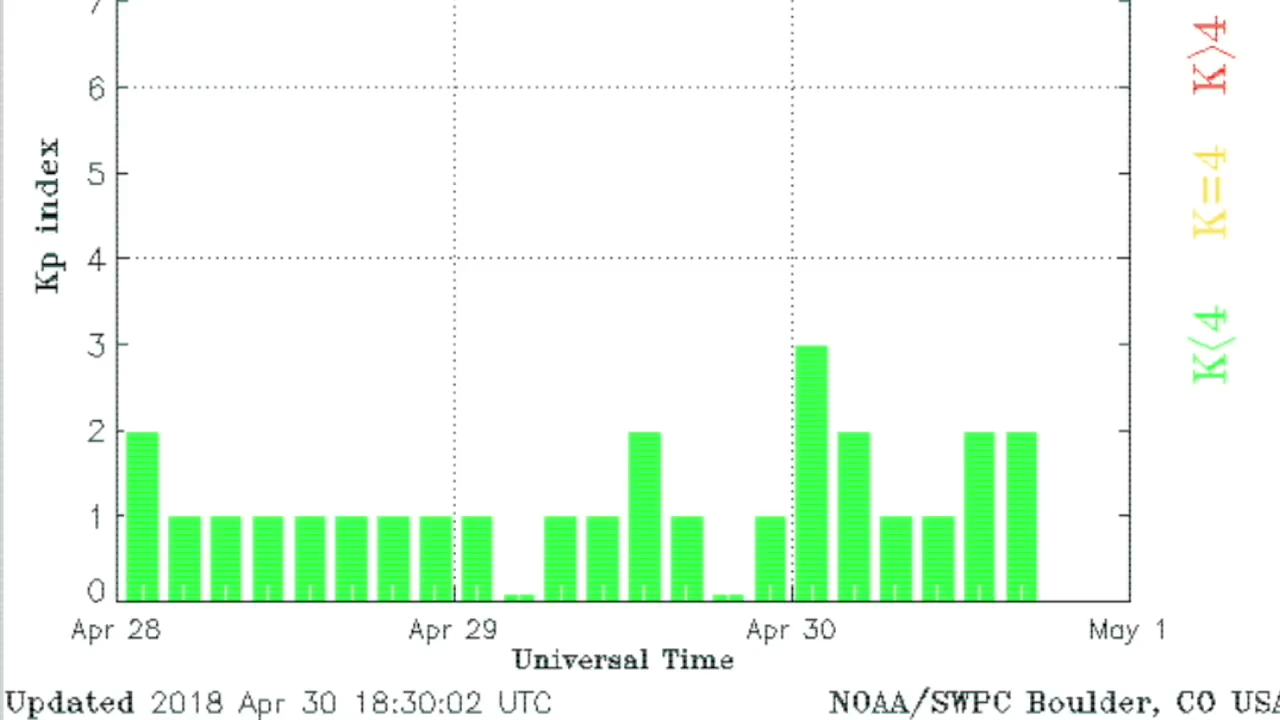 7
6
5
4
3
2
1
0
Kp index
Apr 28
Apr 29
Apr 30
May 1
Universal Time
Updated 2018 Apr 30 18:30:02 UTC
NOAA/SWPC Boulder, CO USA
K>4
K=4
K<4